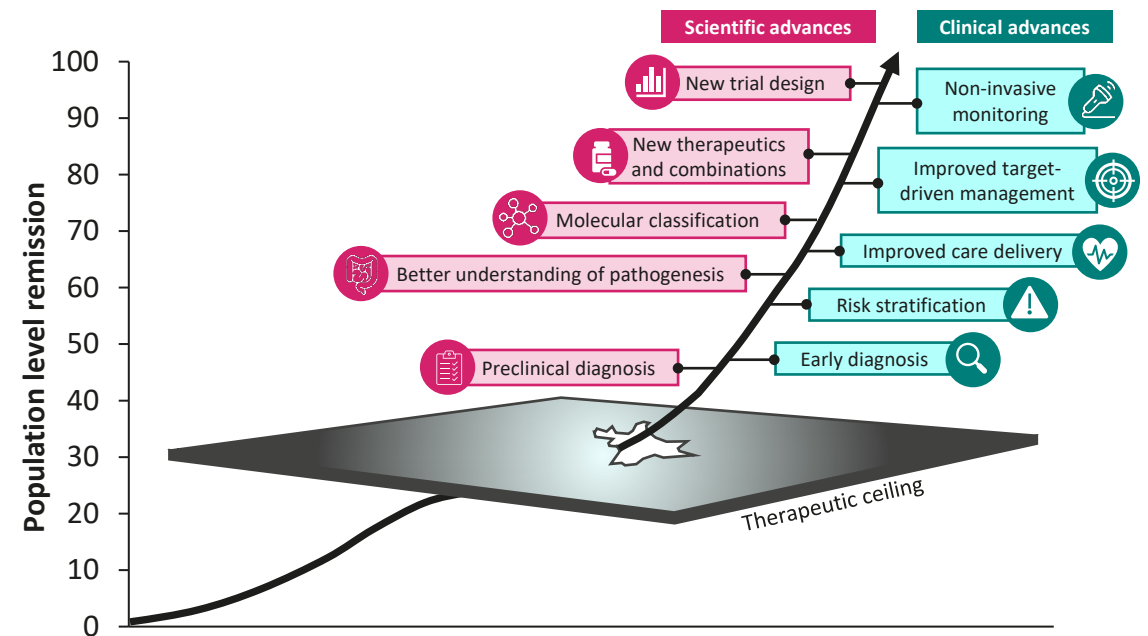 Scientific advances
Clinical advances
Population level remission
100
90
80
70
60
50
40
30
20
10
0
New trial design
Non-invasive
monitoring
New therapeutics
and combinations
Improved target-
driven management
Molecular classification
Improved care delivery
Better understanding of pathogenesis
Risk stratification
Early diagnosis
Preclinical diagnosis
Therapeutic ceiling